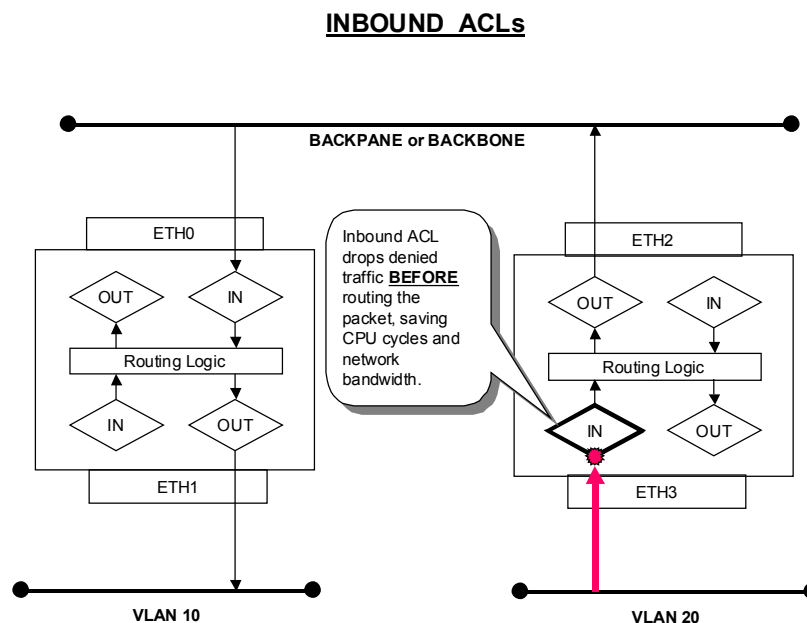 INBOUND ACLs
BACKPANE or BACKBONE
ETH0
OUT
IN
Routing Logic
IN
OUT
ETH1
VLAN 10
Inbound ACL
drops denied
traffic BEFORE
routing the
packet, saving
CPU cycles and
network
bandwidth.
ETH2
OUT
IN
Routing Logic
IN
OUT
ETH3
VLAN 20